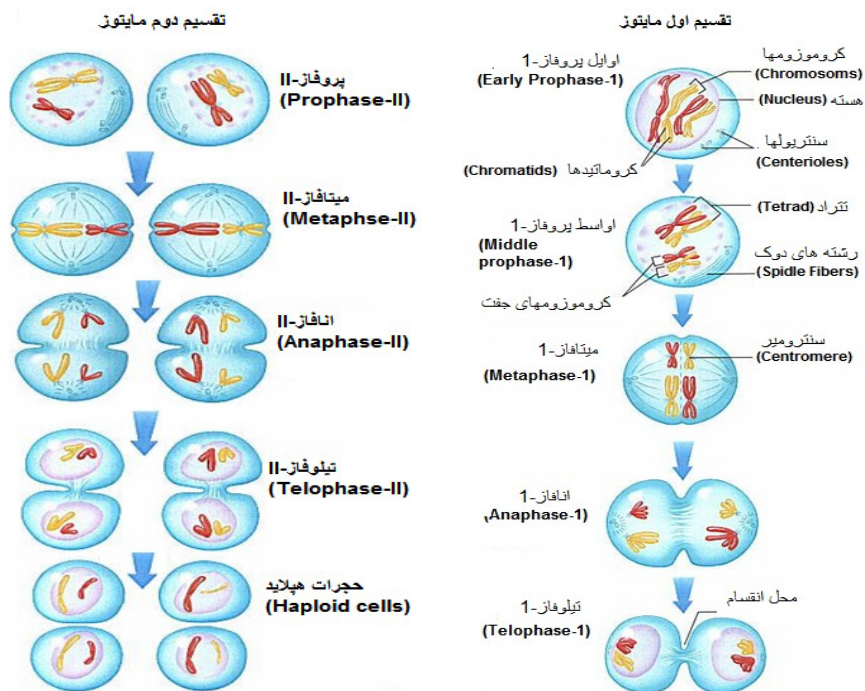 تقسیم اول مایتوز
اوایل پروفاز-1
(Early Prophase-1)
کروموزومها
(Chromosoms)
هسته (Nucleus)
سنتریولها
(Centerioles)
کروماتیدها (Chromatids)
اواسط پروفاز-1
(Middle
prophase-1)
تتراد (Tetrad)
رشته های دوک
(Spidle Fibers)
کروموزومهای جفت
میتافاز-1
(Metaphase-1)
سنترومیر
(Centromere)
انافاز-1
(Anaphase-1)
تیلوفاز-1
(Telophase-1)
محل انقسام
تقسیم دوم مایتوز
پروفاز-II
(Prophase-II)
میتافاز-II
(Metaphse-II)
انافاز-II
(Anaphase-II)
تیلوفاز-II
(Telophase-II)
حجرات هپلاید
(Haploid cells)